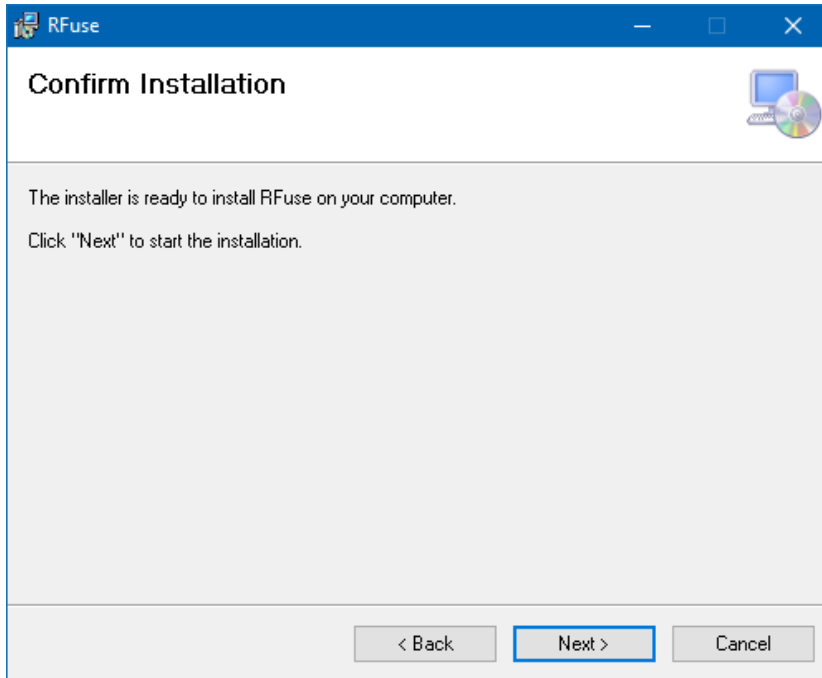 RFuse
Confirm Installation
The installer is ready to install RFuse on your computer.
Click "Next" to start the installation.
< Back
Next >
Cancel